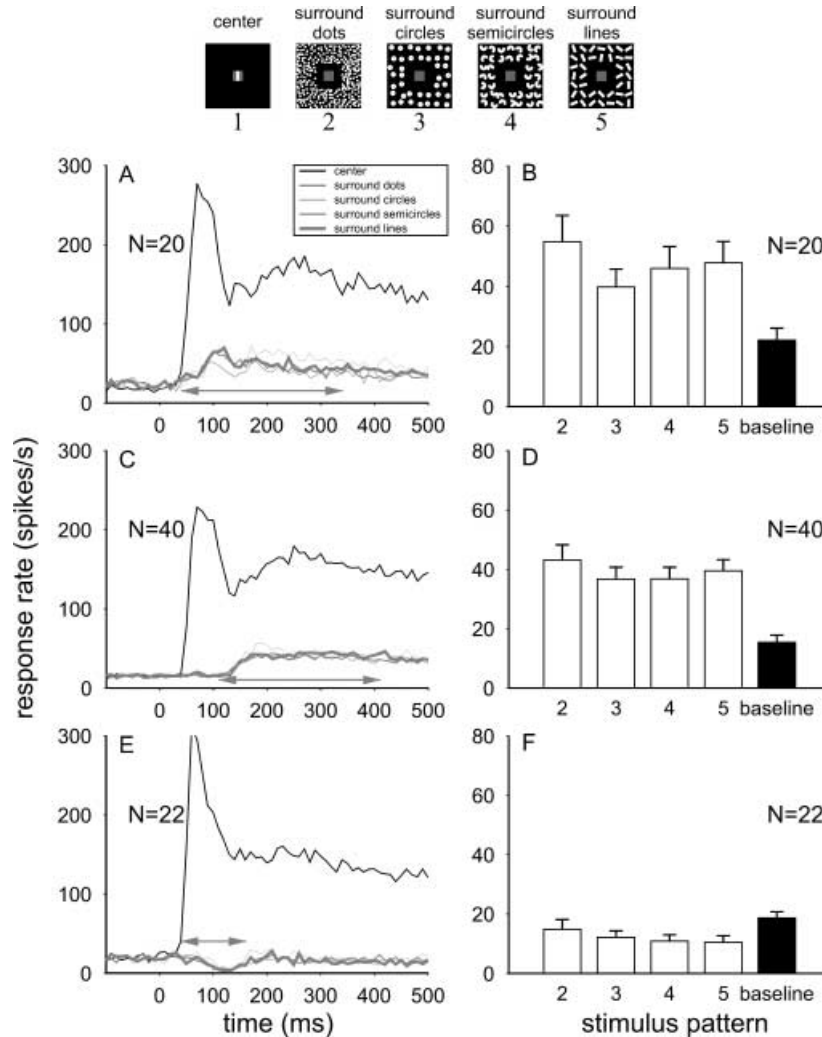 center
surround dots
surround circles
surround semicircles
surround lines
1 2 3 4 5
A
300
200
100
0
N=20
center
surround dots
surround circles
surround semicircles
surround lines
0 100 200 300 400 500
B
80
60
40
20
0
N=20
2 3 4 5 baseline
C
300
200
100
0
N=40
0 100 200 300 400 500
D
80
60
40
20
0
N=40
2 3 4 5 baseline
E
300
200
100
0
N=22
0 100 200 300 400 500
F
80
60
40
20
0
N=22
2 3 4 5 baseline
response rate (spikes/s)
time (ms)
stimulus pattern